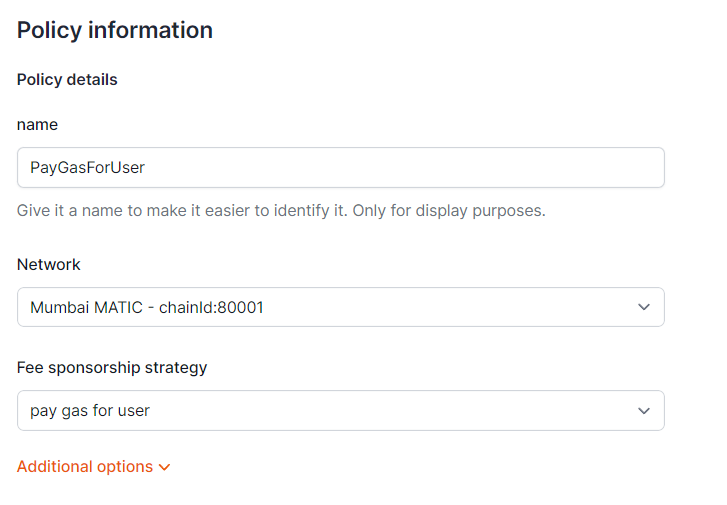 Policy information
Policy details
name
PayGasForUser
Give it a name to make it easier to identify it. Only for display purposes.
Network
Mumbai MATIC - chainId:80001
Fee sponsorship strategy
pay gas for user
Additional options